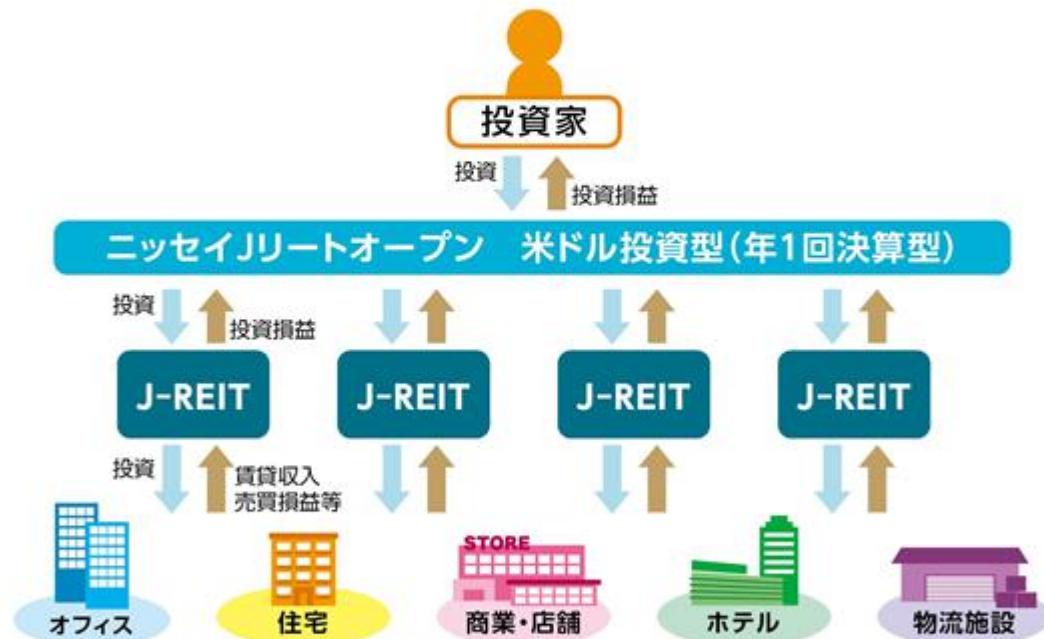 投資家
投資
投資損益
ニッセイJリートオープン　米ドル投資型(年1回決算型)
投資
投資損益
J-REIT
J-REIT
J-REIT
J-REIT
投資
賃貸収入
売買損益等
STORE
オフィス
住宅
商業・店舗
ホテル
物流施設